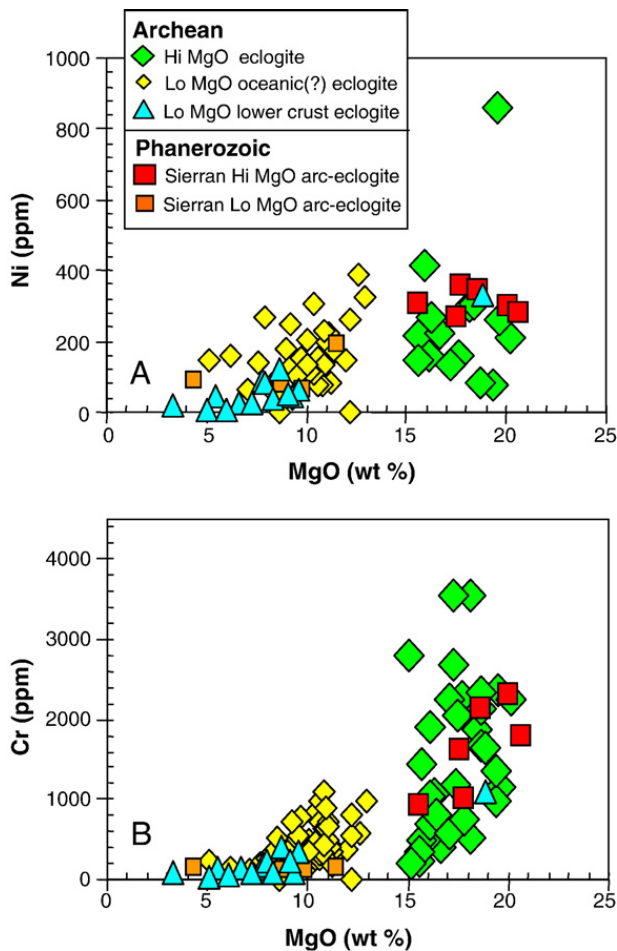 Archean
Hi MgO eclogite
Lo MgO oceanic(?) eclogite
Lo MgO lower crust eclogite
Phanerozoic
Sierran Hi MgO arc-eclogite
Sierran Lo MgO arc-eclogite
1000
800
600
400
200
0
Ni (ppm)
A
0 5 10 15 20 25
MgO (wt %)
4000
3000
2000
1000
0
Cr (ppm)
B
0 5 10 15 20 25
MgO (wt %)